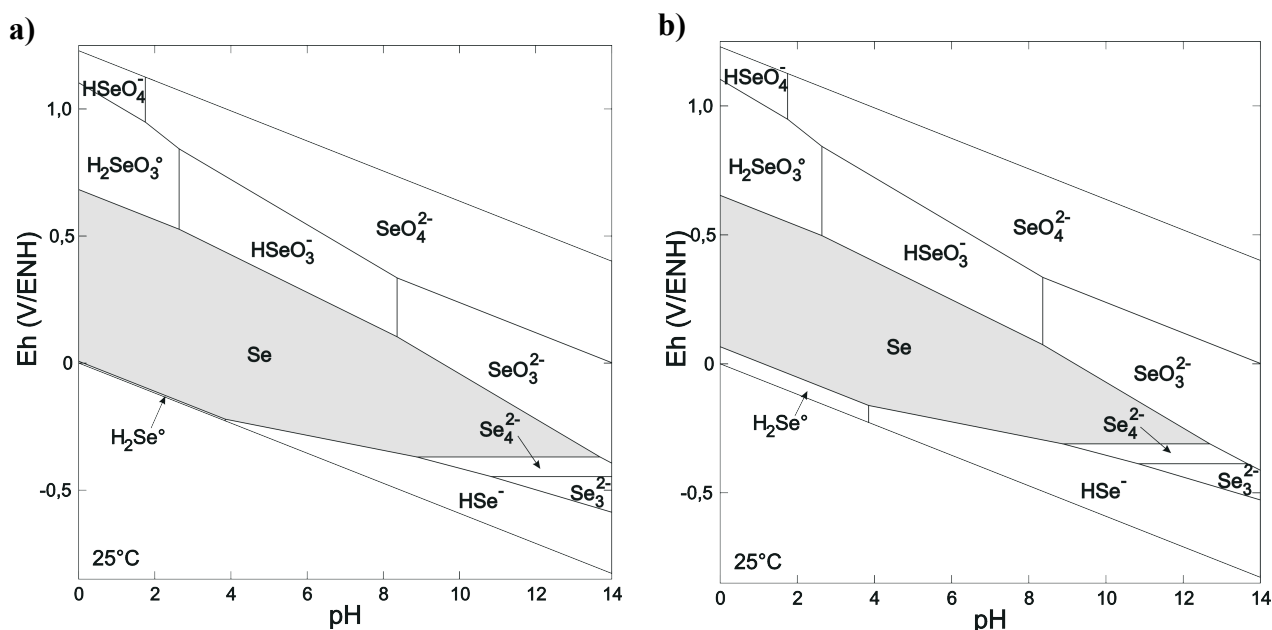 a)
Eh (V/ENH)
1,0
0,5
0
-0,5
HSeO₄⁻
H₂SeO₃°
HSeO₃⁻
SeO₄²⁻
Se
SeO₃²⁻
Se₄²⁻
H₂Se°
HSe⁻
Se₃²⁻
25°C
0 2 4 6 8 10 12 14
pH
b)
Eh (V/ENH)
1,0
0,5
0
-0,5
HSeO₄⁻
H₂SeO₃°
SeO₄²⁻
HSeO₃⁻
Se
SeO₃²⁻
Se₄²⁻
H₂Se°
Se₃²⁻
HSe⁻
25°C
0 2 4 6 8 10 12 14
pH